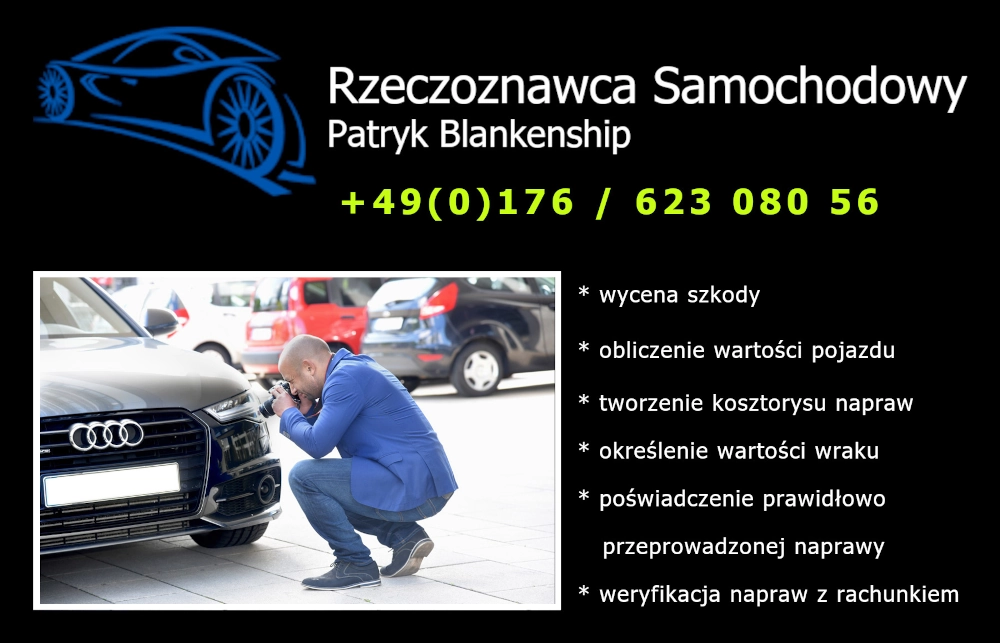 Rzeczoznawca Samochodowy
Patryk Blankenship
+49(0)176 / 623 080 56
* wycena szkody
* obliczenie wartości pojazdu
* tworzenie kosztorysu napraw
* określenie wartości wraku
* poświadczenie prawidłowo
przeprowadzonej naprawy
* weryfikacja napraw z rachunkiem